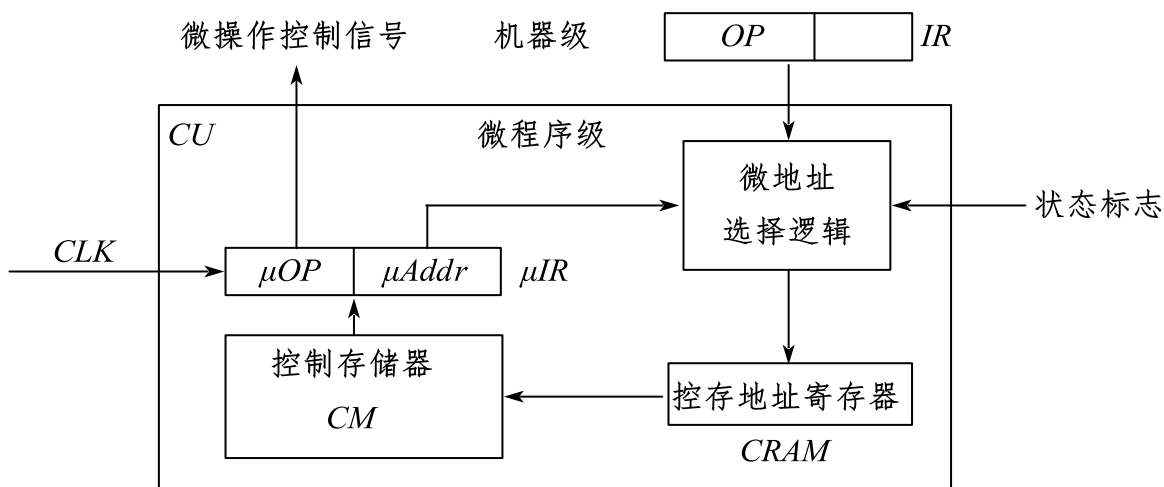 微操作控制信号 机器级 OP IR
CU 微程序级
微地址
选择逻辑
状态标志
CLK
μOP μAddr μIR
控制存储器
CM
控存地址寄存器
CRAM